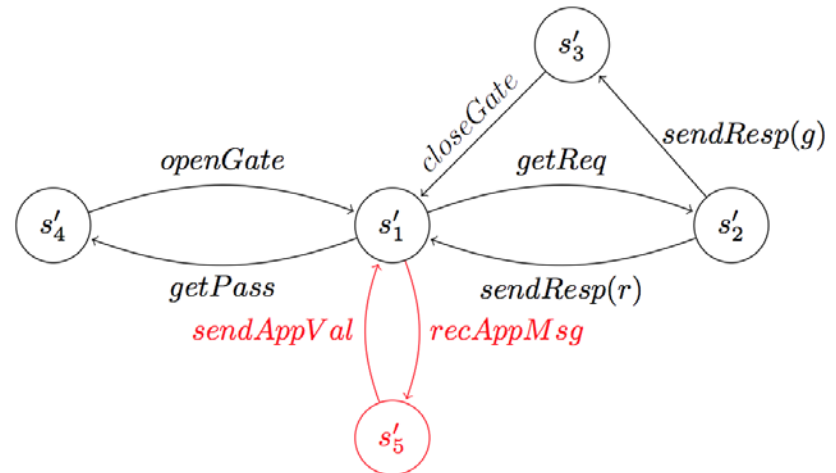 s′3
closeGate
sendResp(g)
openGate
getReq
s′4
s′1
s′2
getPass
sendResp(r)
sendAppVal
recAppMsg
s′5